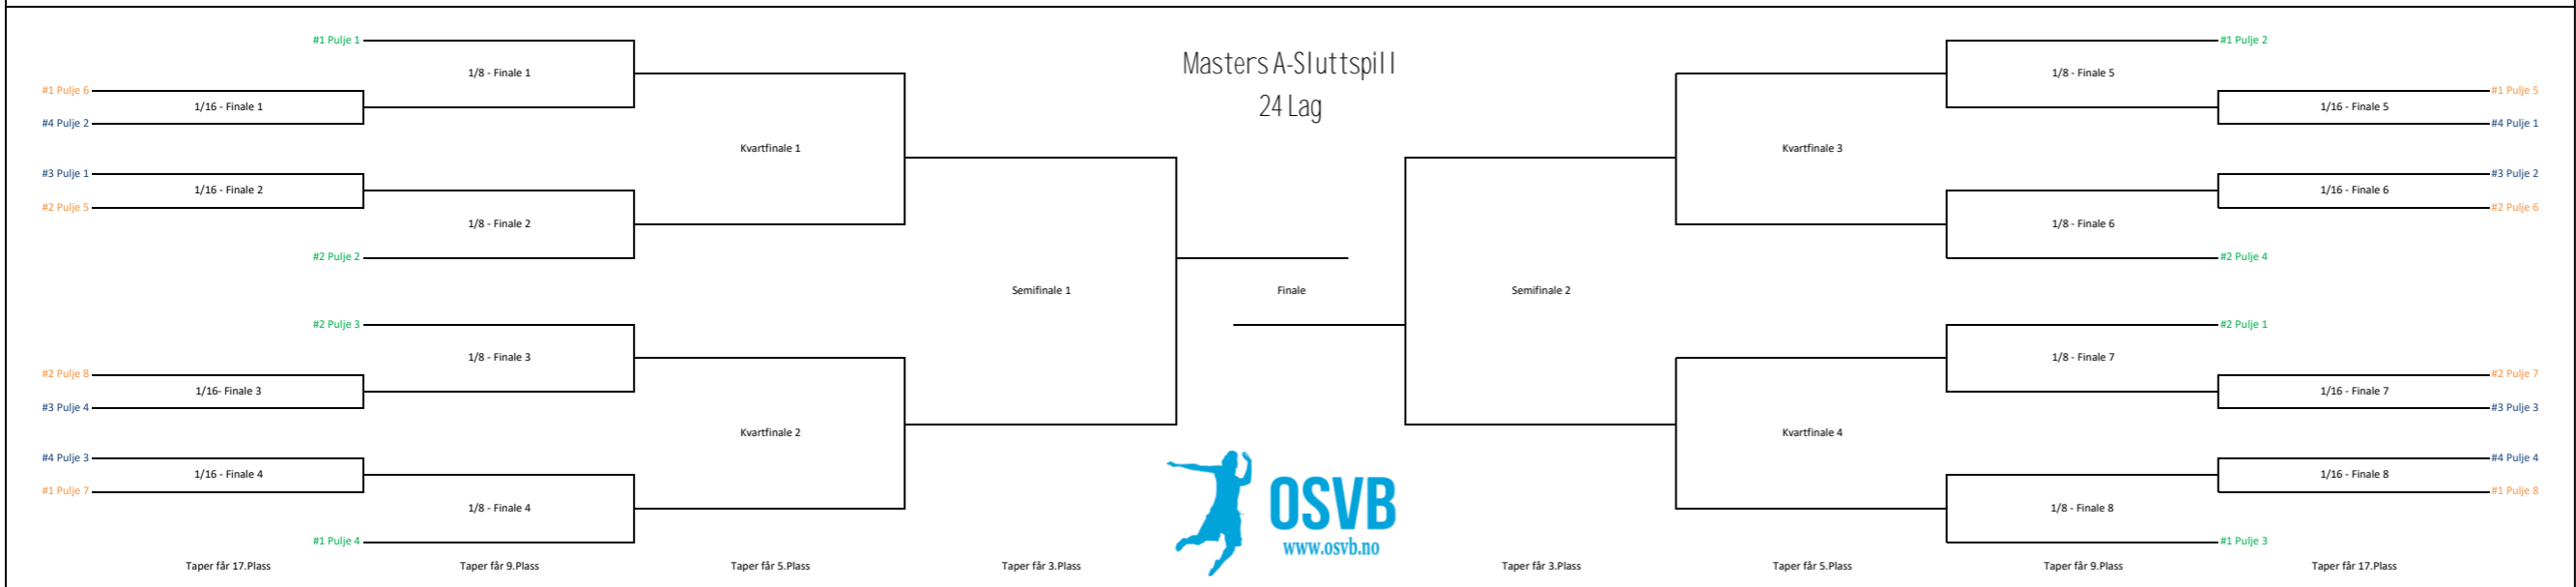 Masters A-Sluttspill
24 Lag
#1 Pulje 1
1/8 - Finale 1
#1 Pulje 6
1/16 - Finale 1
#4 Pulje 2
Kvartfinale 1
#3 Pulje 1
1/16 - Finale 2
#2 Pulje 5
1/8 - Finale 2
#2 Pulje 2
Semifinale 1
#2 Pulje 3
1/8 - Finale 3
#2 Pulje 8
1/16- Finale 3
#3 Pulje 4
Kvartfinale 2
#4 Pulje 3
1/16 - Finale 4
#1 Pulje 7
1/8 - Finale 4
#1 Pulje 4
Finale
#1 Pulje 2
1/8 - Finale 5
#1 Pulje 5
1/16 - Finale 5
#4 Pulje 1
Kvartfinale 3
#3 Pulje 2
1/16 - Finale 6
#2 Pulje 6
1/8 - Finale 6
#2 Pulje 4
Semifinale 2
#2 Pulje 1
1/8 - Finale 7
#2 Pulje 7
1/16 - Finale 7
#3 Pulje 3
Kvartfinale 4
#4 Pulje 4
1/16 - Finale 8
#1 Pulje 8
1/8 - Finale 8
#1 Pulje 3
OSVB
www.osvb.no
Taper får 17.Plass
Taper får 9.Plass
Taper får 5.Plass
Taper får 3.Plass
Taper får 3.Plass
Taper får 5.Plass
Taper får 9.Plass
Taper får 17.Plass